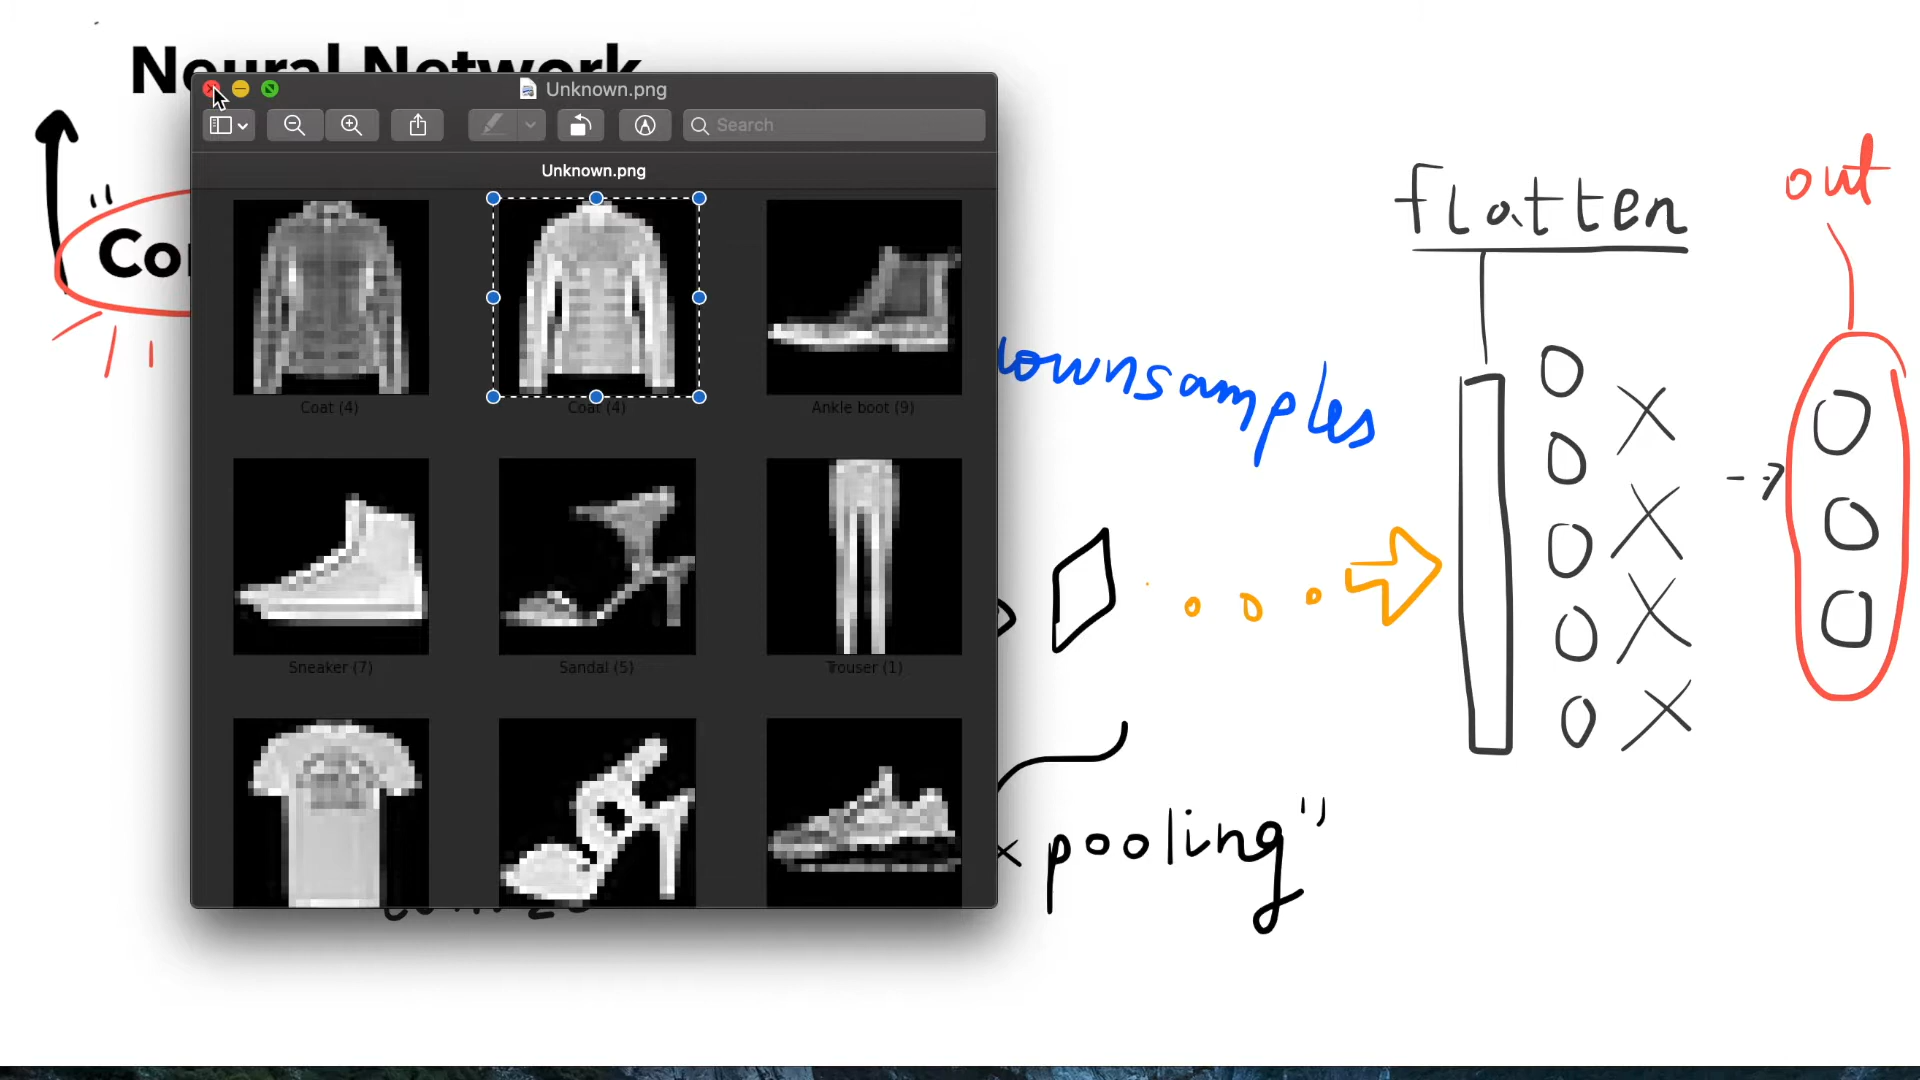 Neural Network
Unknown.png
Search
Unknown.png
flatten
out
"
Co
Coat (4)
Coat (4)
Ankle boot (9)
ownsamples
Sneaker (7)
Sandal (5)
Trouser (1)
x pooling"